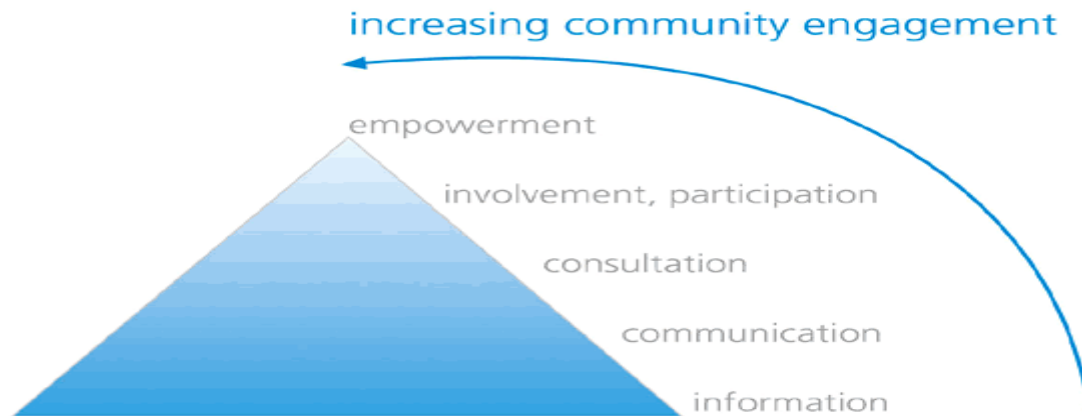 increasing community engagement
empowerment
involvement, participation
consultation
communication
information